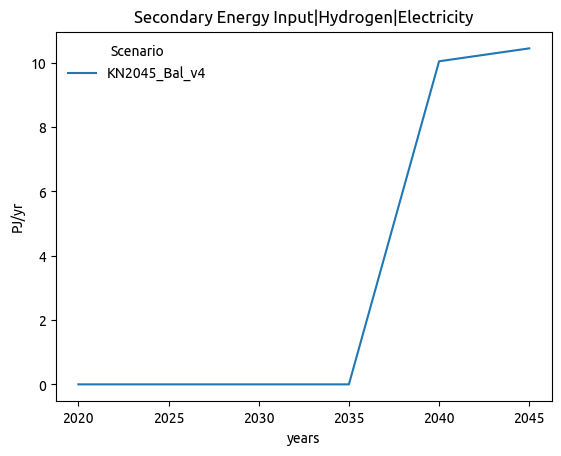 Secondary Energy Input|Hydrogen|Electricity
Scenario
KN2045_Bal_v4
10
8
6
4
2
0
PJ/yr
2020 2025 2030 2035 2040 2045
years